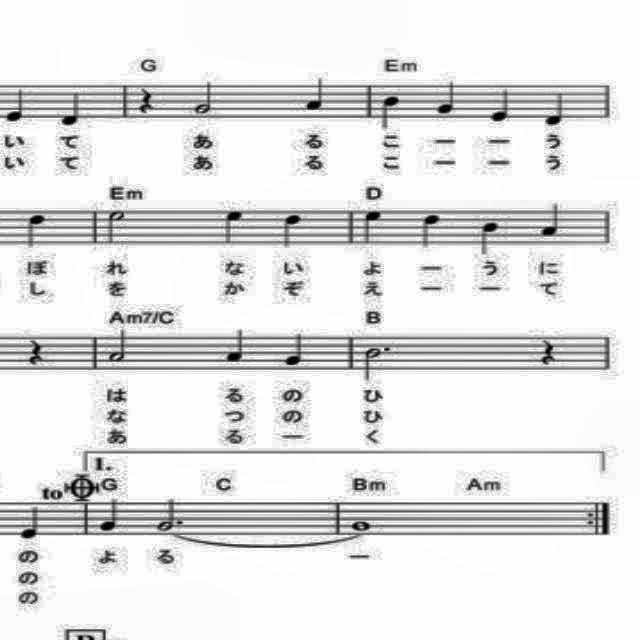 G Em
い て あ る こ ー ー う
い て あ る こ ー ー う
Em D
ぼ れ な い よ ー う に
し を か ぞ え ー ー て
Am7/C B
は る の ひ
な つ の ひ
あ る ー く
1.
to G C Bm Am
の よ る ー
の
の